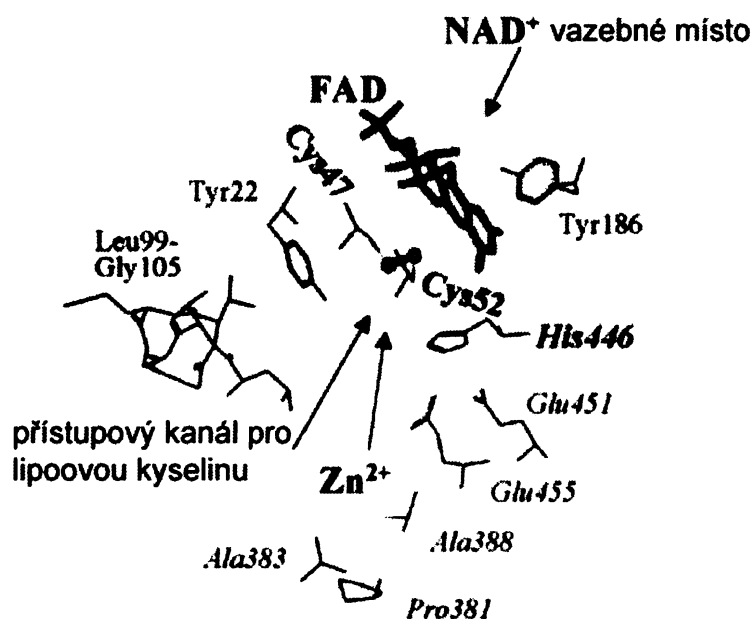 NAD⁺ vazebné místo
FAD
Cys47
Tyr22
Tyr186
Leu99-
Gly105
Cys52
His446
Glu451
přístupový kanál pro
lipoovou kyselinu
Zn²⁺
Glu455
Ala388
Ala383
Pro381